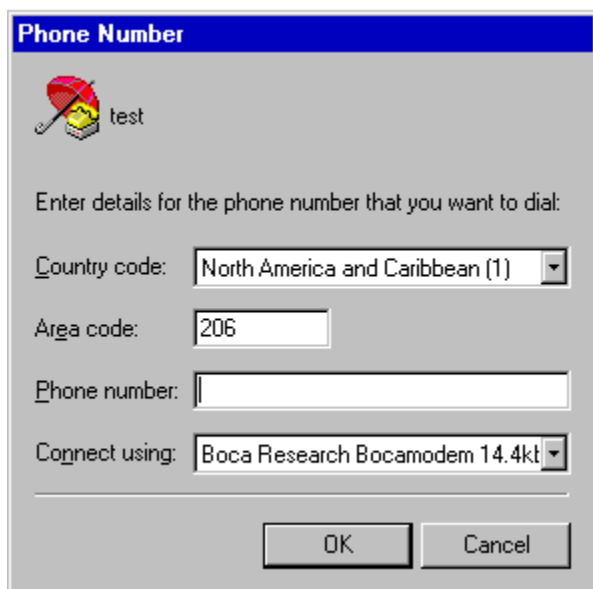 Phone Number
test
Enter details for the phone number that you want to dial:
Country code: North America and Caribbean (1)
Area code: 206
Phone number:
Connect using: Boca Research Bocamodem 14.4kt
OK Cancel